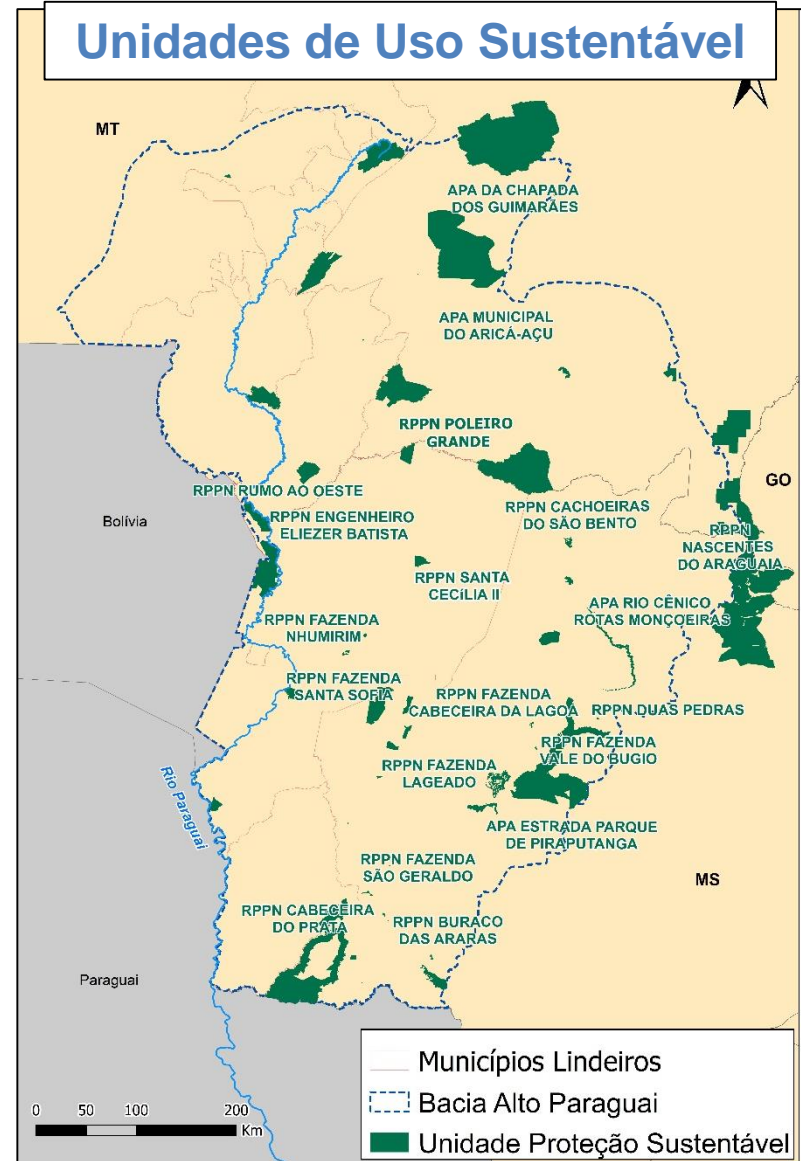 Unidades de Uso Sustentável
MT
APA DA CHAPADA
DOS GUIMARÃES
APA MUNICIPAL
DO ARICÁ-AÇU
RPPN POLEIRO
GRANDE
GO
RPPN RUMO AO OESTE
RPPN CACHOEIRAS
DO SÃO BENTO
Bolívia
RPPN ENGENHEIRO
ELIEZER BATISTA
RPPN
NASCENTES
DO ARAGUAIA
RPPN SANTA
CECÍLIA II
APA RIO CÊNICO
ROTAS MONÇOEIRAS
RPPN FAZENDA
NHUMIRIM
RPPN FAZENDA
SANTA SOFIA
RPPN FAZENDA
CABECEIRA DA LAGOA
RPPN DUAS PEDRAS
RPPN FAZENDA
VALE DO BUGIO
RPPN FAZENDA
LAGEADO
Rio Paraguai
APA ESTRADA PARQUE
DE PIRAPUTANGA
RPPN FAZENDA
SÃO GERALDO
MS
RPPN CABECEIRA
DO PRATA
RPPN BURACO
DAS ARARAS
Paraguai
Municípios Lindeiros
Bacia Alto Paraguai
Unidade Proteção Sustentável
0 50 100 200
Km